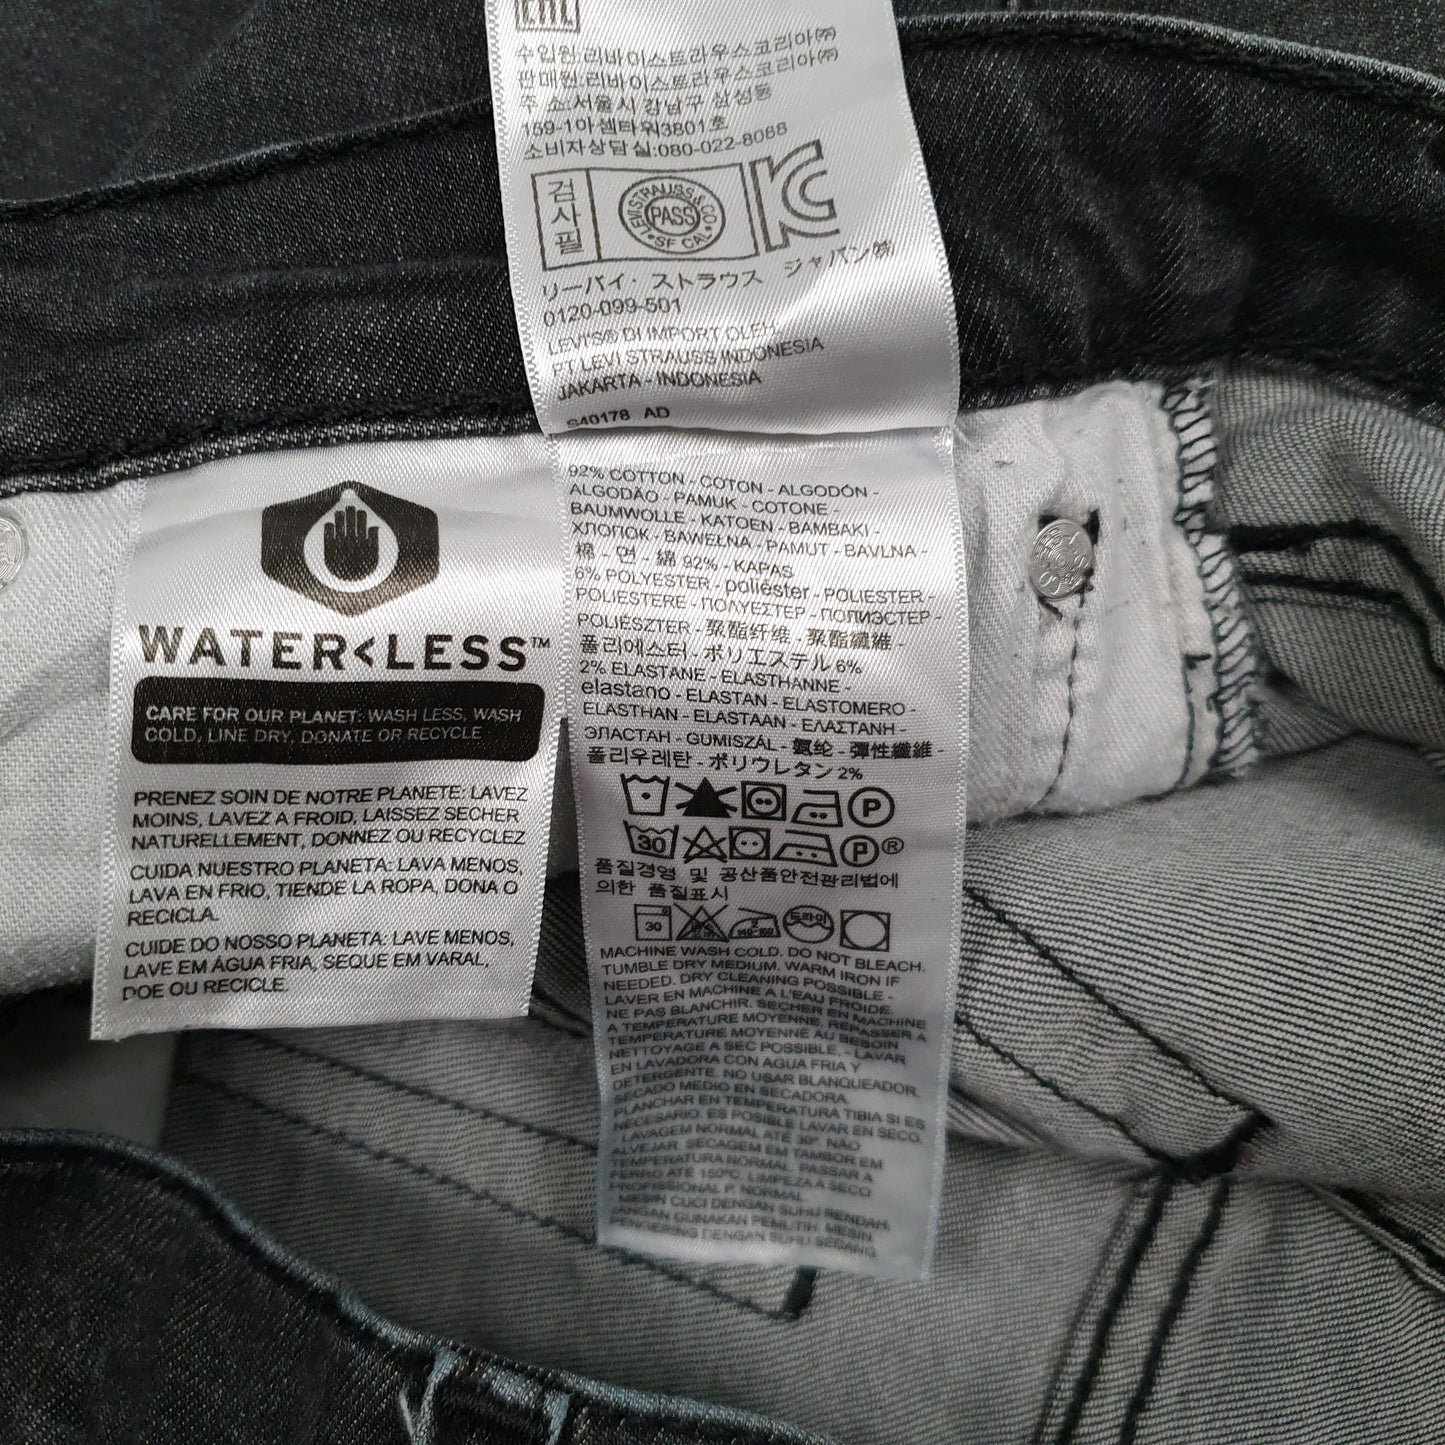 EAC
수입원:리바이스트라우스코리아㈜
판매원:리바이스트라우스코리아㈜
주 소:서울시 강남구 삼성동
159-1아셈타워3801호
소비자상담실:080-022-8088
검사필
LEVI STRAUSS & CO
PASS
SF CAL
リーバイ・ストラウス ジャパン㈱
0120-099-501
LEVI'S® DI IMPORT OLEH
PT LEVI STRAUSS INDONESIA
JAKARTA - INDONESIA
S40178 AD
WATER<LESS™
CARE FOR OUR PLANET: WASH LESS, WASH
COLD, LINE DRY, DONATE OR RECYCLE
PRENEZ SOIN DE NOTRE PLANETE: LAVEZ
MOINS, LAVEZ A FROID, LAISSEZ SECHER
NATURELLEMENT, DONNEZ OU RECYCLEZ
CUIDA NUESTRO PLANETA: LAVA MENOS,
LAVA EN FRIO, TIENDE LA ROPA, DONA O
RECICLA.
CUIDE DO NOSSO PLANETA: LAVE MENOS,
LAVE EM ÁGUA FRIA, SEQUE EM VARAL,
DOE OU RECICLE.
92% COTTON - COTON - ALGODÓN -
ALGODÃO - PAMUK - COTONE -
BAUMWOLLE - KATOEN - ΒΑΜΒΑΚΙ -
ХЛОПОК - BAWEŁNA - PAMUT - BAVLNA -
棉 - 면 - 綿 92% - KAPAS
6% POLYESTER - poliéster - POLIESTER -
POLIESTERE - ΠΟΛΥΕΣΤΕΡ - ПОЛИЭСТЕР -
POLIÉSZTER - 聚酯纤维 - 聚酯纖維 -
폴리에스터 - ポリエステル 6%
2% ELASTANE - ELASTHANNE -
elastano - ELASTAN - ELASTOMERO -
ELASTHAN - ELASTAAN - ΕΛΑΣΤΑΝΗ -
ЭЛАСТАН - GUMISZÁL - 氨纶 - 彈性纖維 -
폴리우레탄 - ポリウレタン 2%
P
30 P ®
품질경영 및 공산품안전관리법에
의한 품질표시
30 140-160 드라이
MACHINE WASH COLD. DO NOT BLEACH.
TUMBLE DRY MEDIUM. WARM IRON IF
NEEDED. DRY CLEANING POSSIBLE -
LAVER EN MACHINE A L'EAU FROIDE.
NE PAS BLANCHIR. SECHER EN MACHINE
A TEMPERATURE MOYENNE. REPASSER A
TEMPERATURE MOYENNE AU BESOIN
NETTOYAGE A SEC POSSIBLE. - LAVAR
EN LAVADORA CON AGUA FRIA Y
DETERGENTE. NO USAR BLANQUEADOR.
SECADO MEDIO EN SECADORA.
PLANCHAR EN TEMPERATURA TIBIA SI ES
NECESARIO. ES POSIBLE LAVAR EN SECO.
LAVAGEM NORMAL ATÉ 30° NÃO
ALVEJAR. SECAGEM EM TAMBOR EM
TEMPERATURA NORMAL. PASSAR A
FERRO ATÉ 150ºC. LIMPEZA A SECO
PROFISSIONAL P. NORMAL
MESIN CUCI DENGAN SUHU RENDAH.
JANGAN GUNAKAN PEMUTIH. MESIN
PENGERING DENGAN SUHU SEDANG.